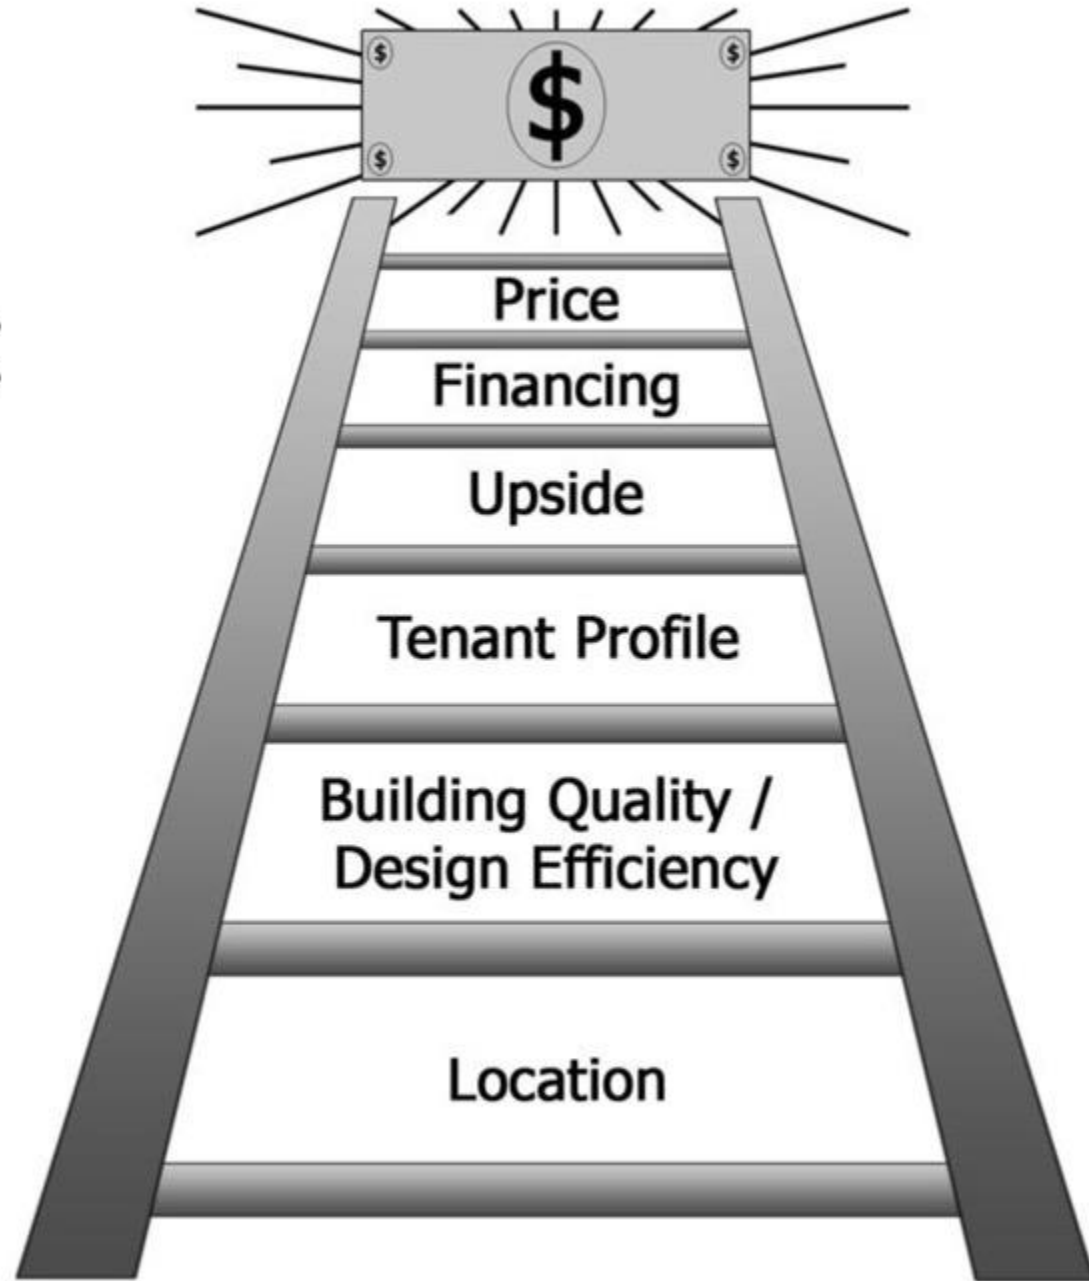 $ $
$
$ $
Price
Financing
Upside
Tenant Profile
Building Quality /
Design Efficiency
Location